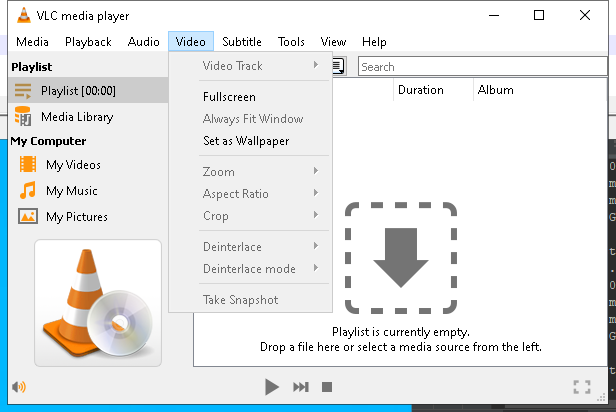 VLC media player
Media Playback Audio Video Subtitle Tools View Help
Playlist
Playlist [00:00]
Media Library
My Computer
My Videos
My Music
My Pictures
Video Track
Fullscreen
Always Fit Window
Set as Wallpaper
Zoom
Aspect Ratio
Crop
Deinterlace
Deinterlace mode
Take Snapshot
Search
Duration Album
Playlist is currently empty.
Drop a file here or select a media source from the left.